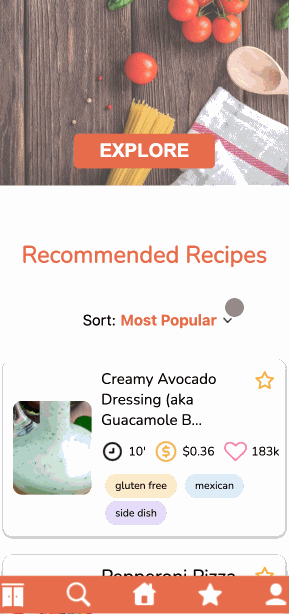 EXPLORE
Recommended Recipes
Sort: Most Popular
Creamy Avocado
Dressing (aka
Guacamole B...
10' $0.36 183k
gluten free mexican
side dish
Pepperoni Pizza